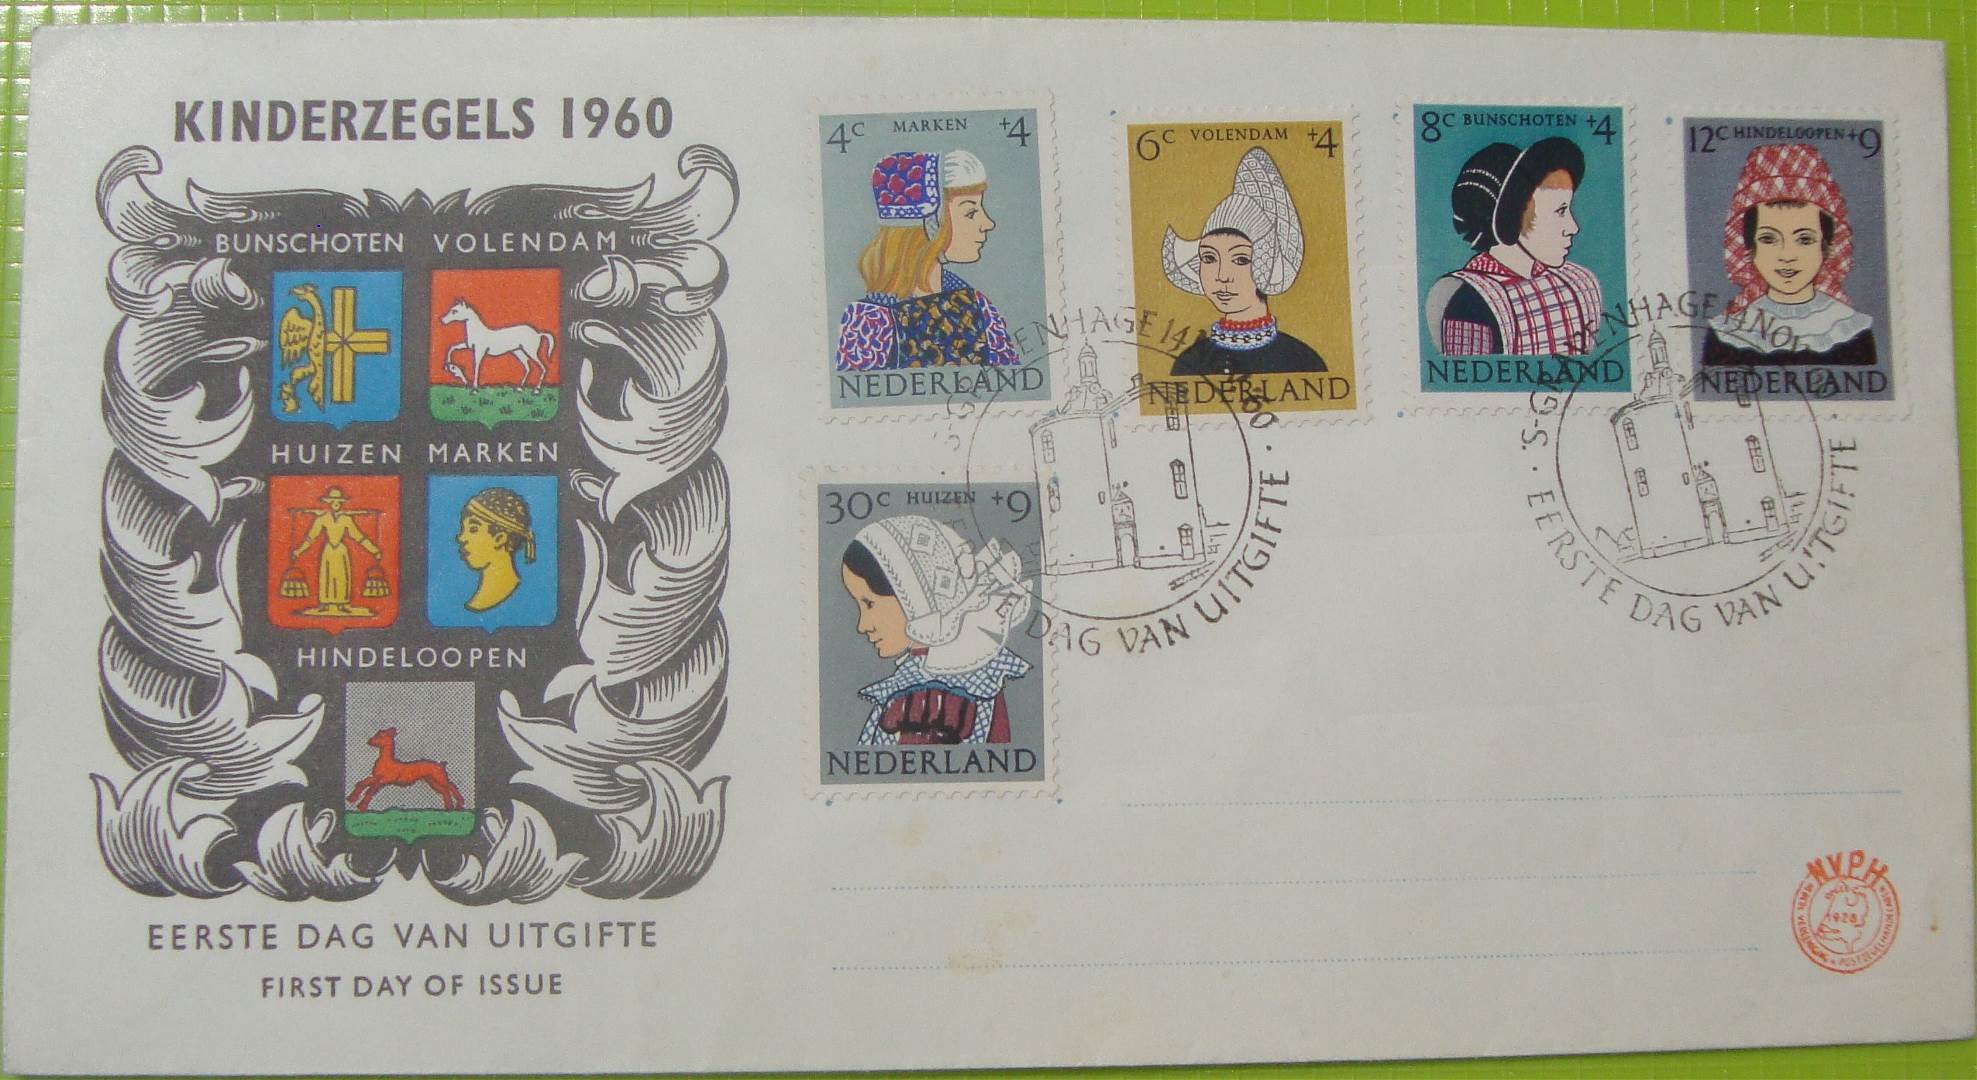 KINDERZEGELS 1960
BUNSCHOTEN VOLENDAM
HUIZEN MARKEN
HINDELOOPEN
EERSTE DAG VAN UITGIFTE
FIRST DAY OF ISSUE
4C MARKEN +4
NEDERLAND
6C VOLENDAM +4
NEDERLAND
8C BUNSCHOTEN +4
NEDERLAND
12C HINDELOOPEN +9
NEDERLAND
30C HUIZEN +9
NEDERLAND
DAG VAN UITGIFTE
EERSTE DAG VAN UITGIFTE
NVPH
1928